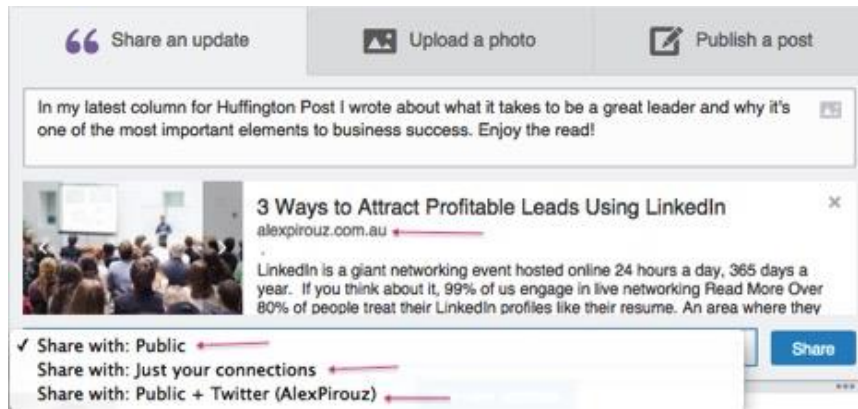 Share an update
Upload a photo
Publish a post
In my latest column for Huffington Post I wrote about what it takes to be a great leader and why it's
one of the most important elements to business success. Enjoy the read!
3 Ways to Attract Profitable Leads Using LinkedIn
alexpirouz.com.au
.
LinkedIn is a giant networking event hosted online 24 hours a day, 365 days a
year. If you think about it, 99% of us engage in live networking Read More Over
80% of people treat their LinkedIn profiles like their resume. An area where they
✓ Share with: Public
Share with: Just your connections
Share with: Public + Twitter (AlexPirouz)
Share